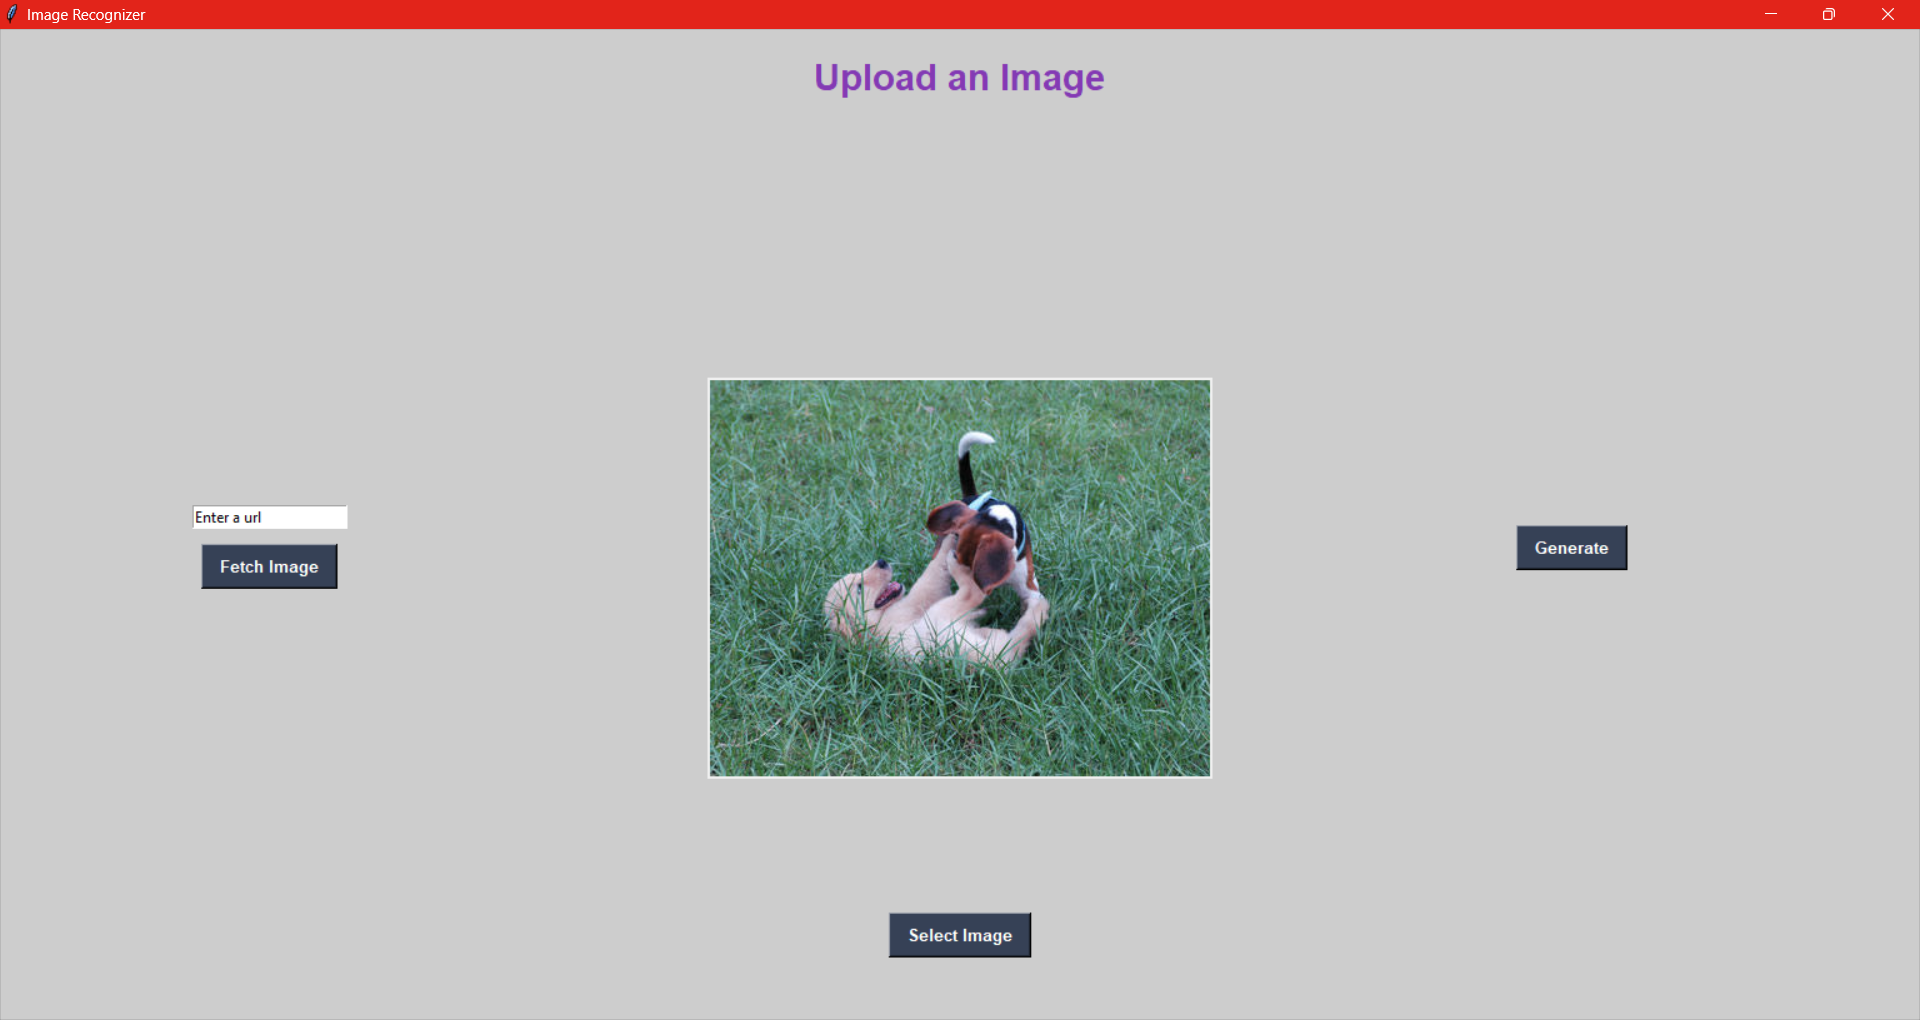 Image Recognizer
Upload an Image
Enter a url
Fetch Image
Generate
Select Image